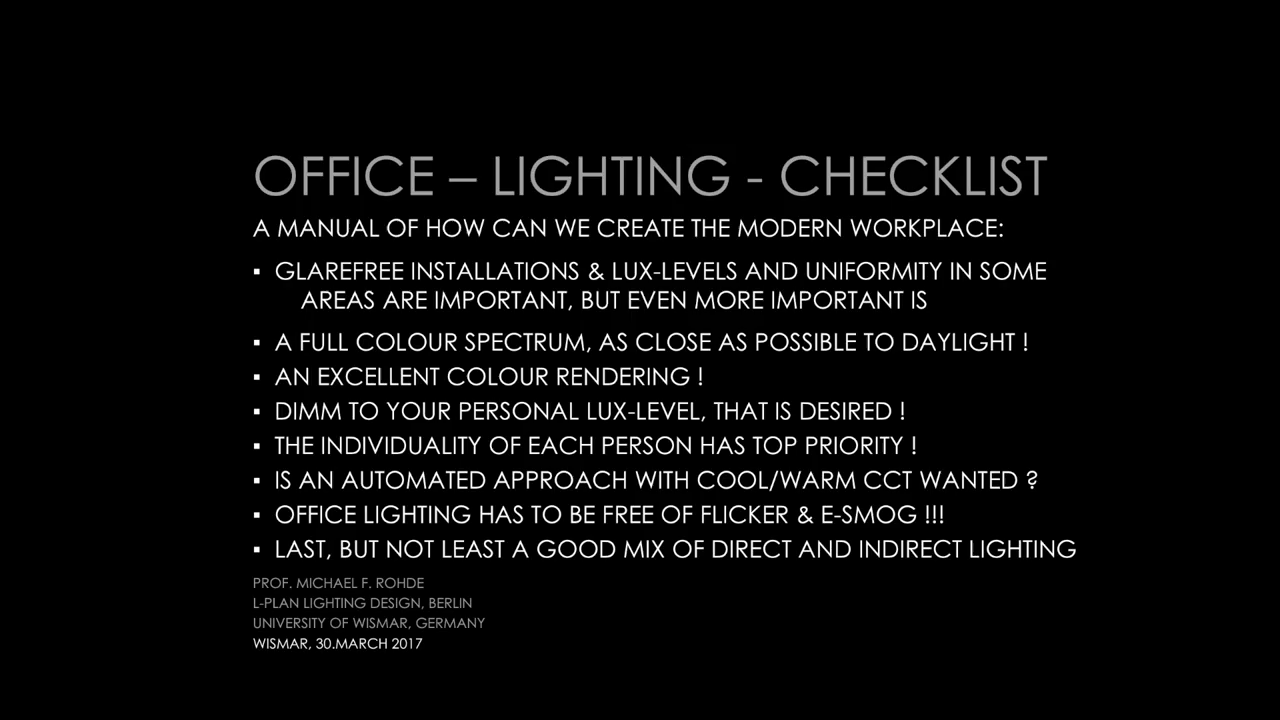 OFFICE – LIGHTING - CHECKLIST
A MANUAL OF HOW CAN WE CREATE THE MODERN WORKPLACE:
▪ GLAREFREE INSTALLATIONS & LUX-LEVELS AND UNIFORMITY IN SOME
AREAS ARE IMPORTANT, BUT EVEN MORE IMPORTANT IS
▪ A FULL COLOUR SPECTRUM, AS CLOSE AS POSSIBLE TO DAYLIGHT !
▪ AN EXCELLENT COLOUR RENDERING !
▪ DIMM TO YOUR PERSONAL LUX-LEVEL, THAT IS DESIRED !
▪ THE INDIVIDUALITY OF EACH PERSON HAS TOP PRIORITY !
▪ IS AN AUTOMATED APPROACH WITH COOL/WARM CCT WANTED ?
▪ OFFICE LIGHTING HAS TO BE FREE OF FLICKER & E-SMOG !!!
▪ LAST, BUT NOT LEAST A GOOD MIX OF DIRECT AND INDIRECT LIGHTING
PROF. MICHAEL F. ROHDE
L-PLAN LIGHTING DESIGN, BERLIN
UNIVERSITY OF WISMAR, GERMANY
WISMAR, 30.MARCH 2017